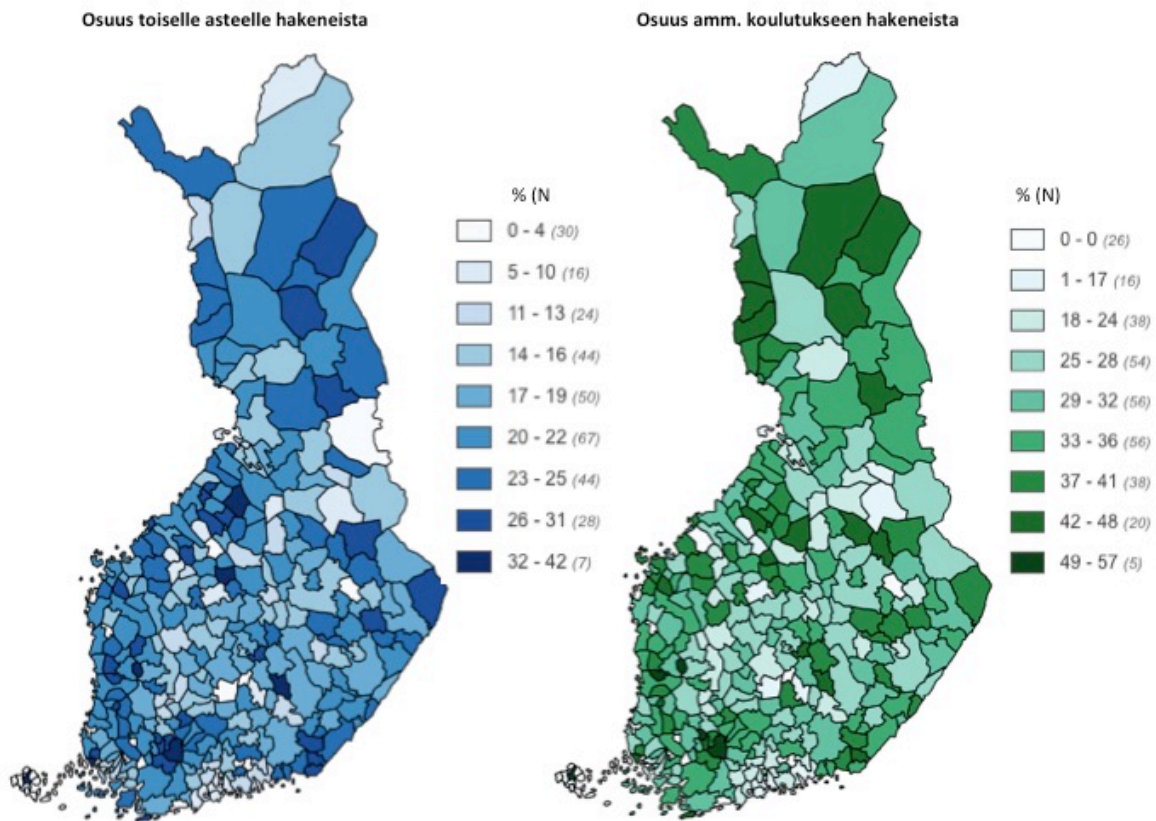 Osuus toiselle asteelle hakeneista
% (N
0 - 4 (30)
5 - 10 (16)
11 - 13 (24)
14 - 16 (44)
17 - 19 (50)
20 - 22 (67)
23 - 25 (44)
26 - 31 (28)
32 - 42 (7)
Osuus amm. koulutukseen hakeneista
% (N)
0 - 0 (26)
1 - 17 (16)
18 - 24 (38)
25 - 28 (54)
29 - 32 (56)
33 - 36 (56)
37 - 41 (38)
42 - 48 (20)
49 - 57 (5)